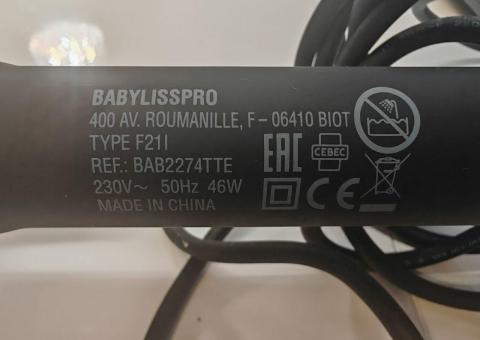 BABYLISSPRO
400 AV. ROUMANILLE, F - 06410 BIOT
TYPE F21I
REF.: BAB2274TTE
230V~ 50Hz 46W
MADE IN CHINA
EAC
CEBEC
CE